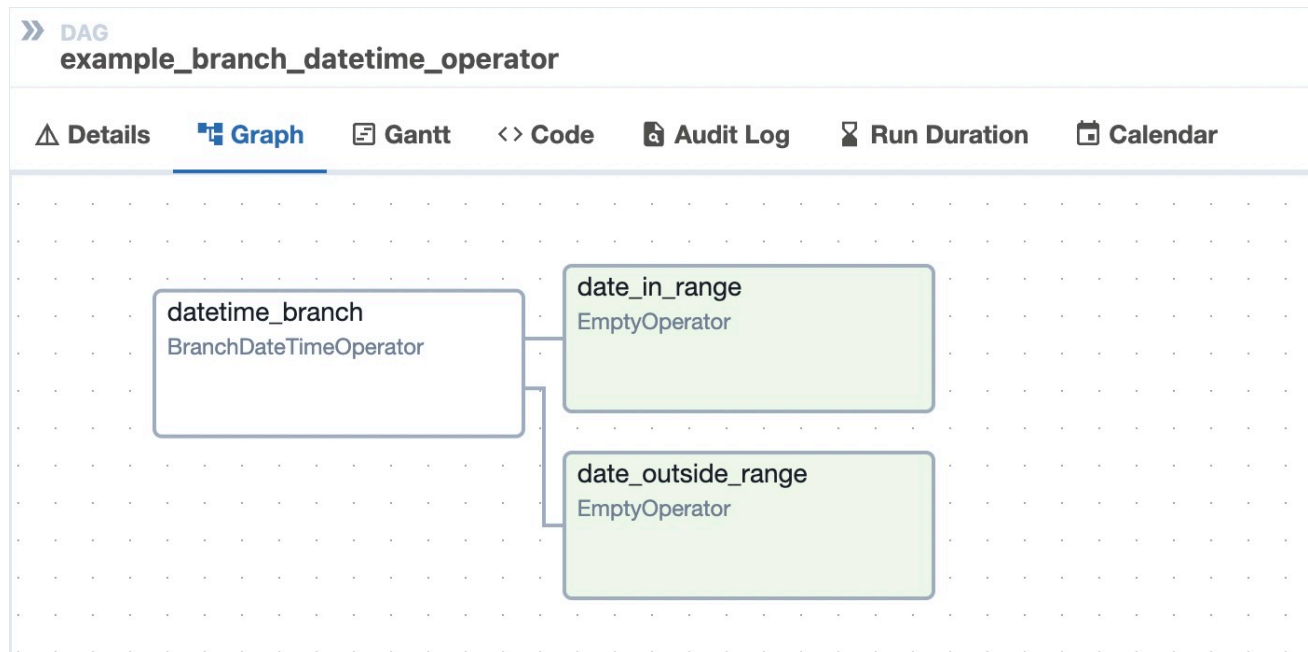 DAG
example_branch_datetime_operator
Details Graph Gantt Code Audit Log Run Duration Calendar
datetime_branch
BranchDateTimeOperator
date_in_range
EmptyOperator
date_outside_range
EmptyOperator